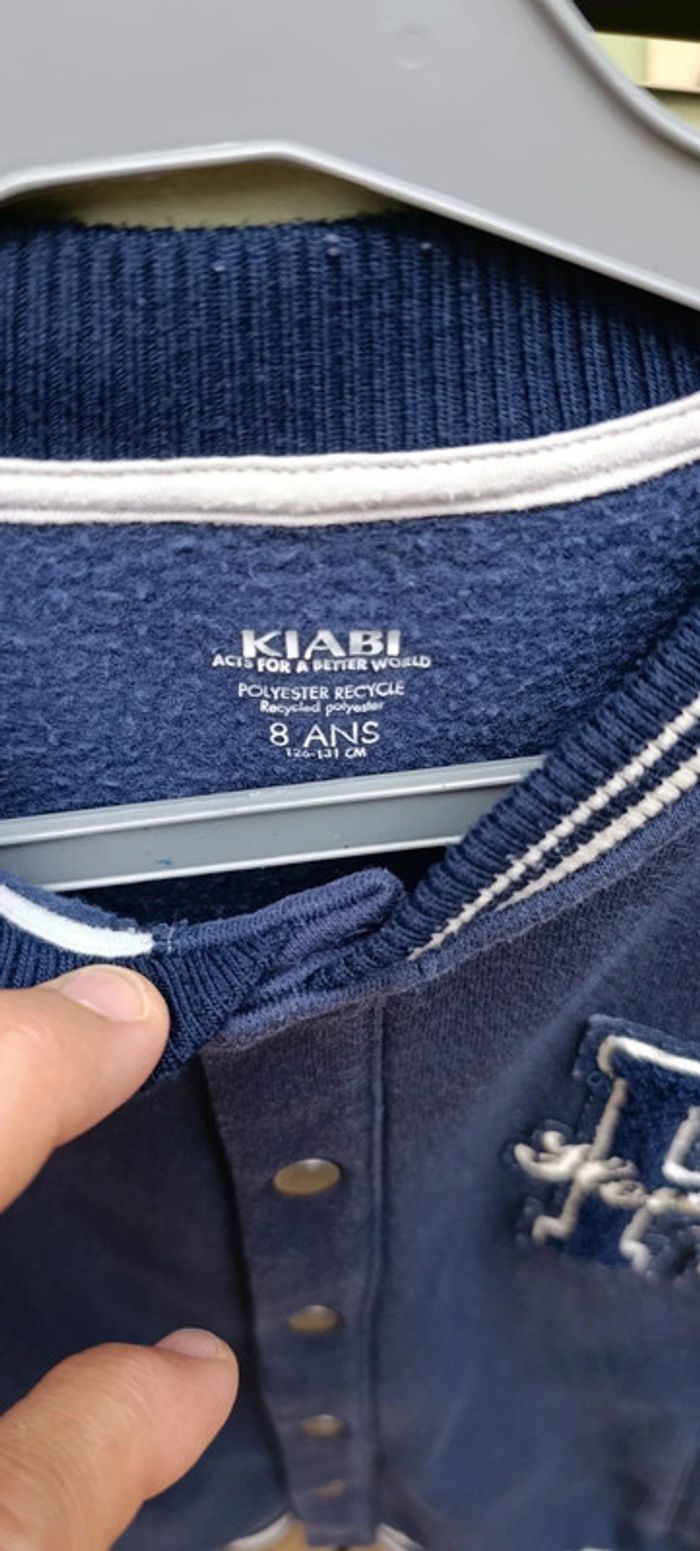 KIABI
ACTS FOR A BETTER WORLD
POLYESTER RECYCLE
Recycled polyester
8 ANS
126-131 CM